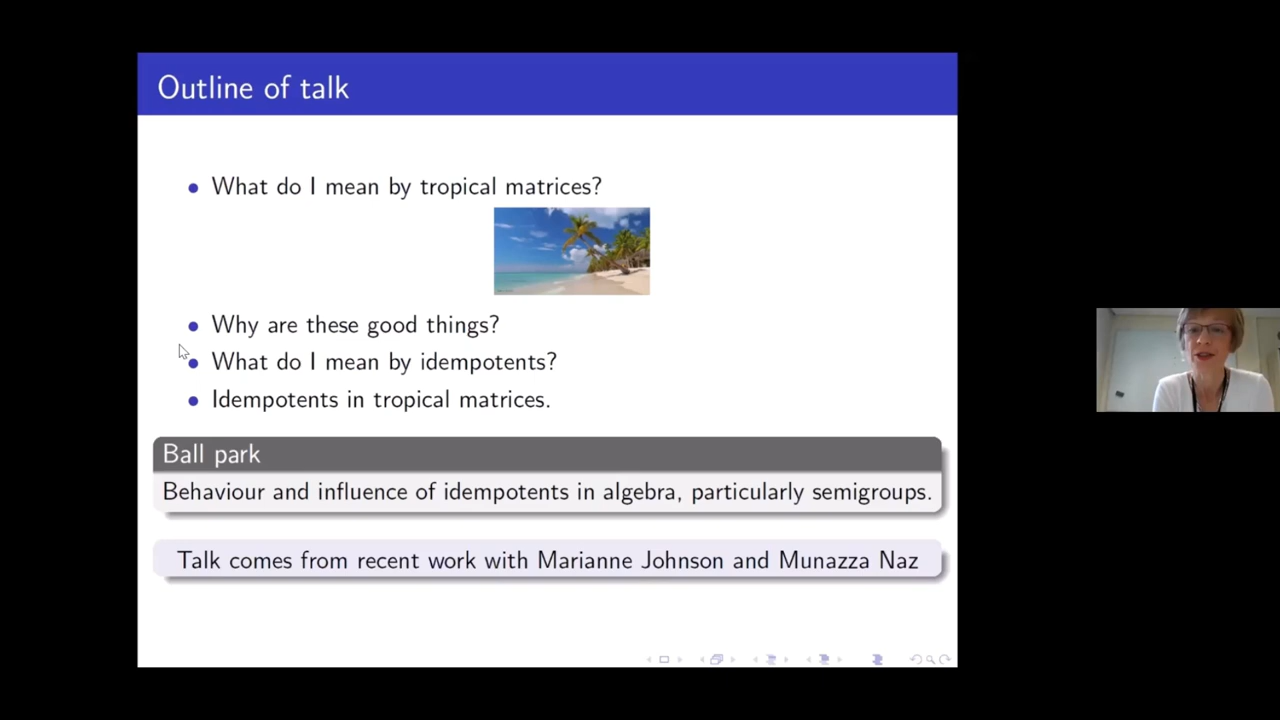 Outline of talk
What do I mean by tropical matrices?
Why are these good things?
What do I mean by idempotents?
Idempotents in tropical matrices.
Ball park
Behaviour and influence of idempotents in algebra, particularly semigroups.
Talk comes from recent work with Marianne Johnson and Munazza Naz